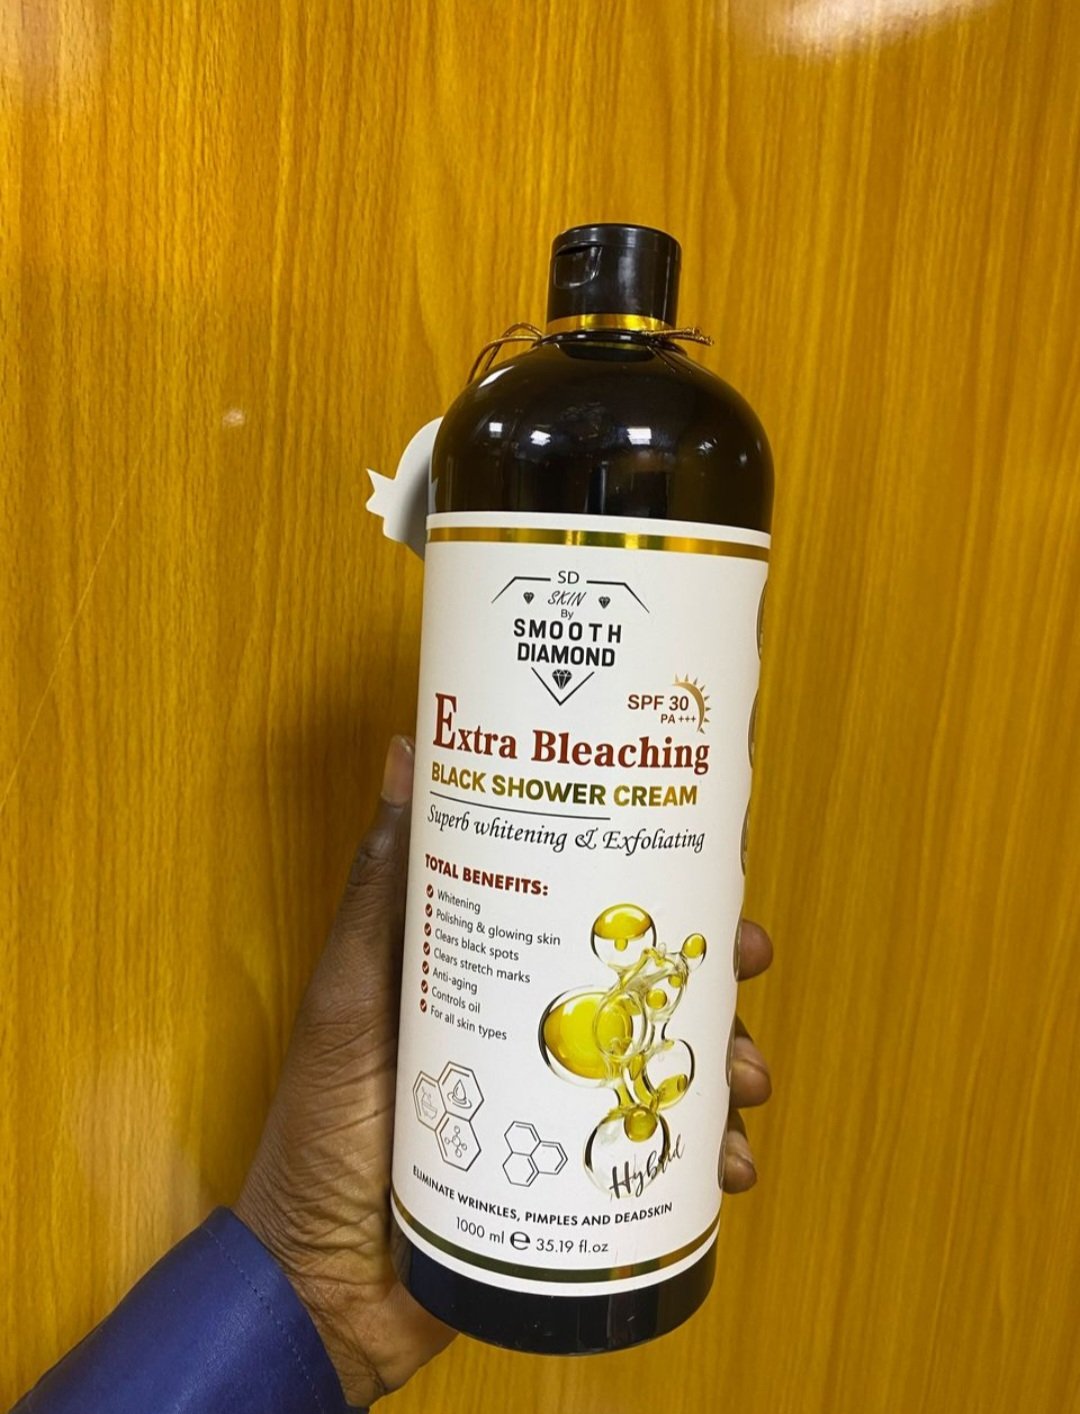 SD
SKIN
By
SMOOTH
DIAMOND
SPF 30
PA +++
Extra Bleaching
BLACK SHOWER CREAM
Superb whitening & Exfoliating
TOTAL BENEFITS:
Whitening
Polishing & glowing skin
Clears black spots
Clears stretch marks
Anti-aging
Controls oil
For all skin types
Hybrid
ELIMINATE WRINKLES, PIMPLES AND DEADSKIN
1000 ml ℮ 35.19 fl.oz